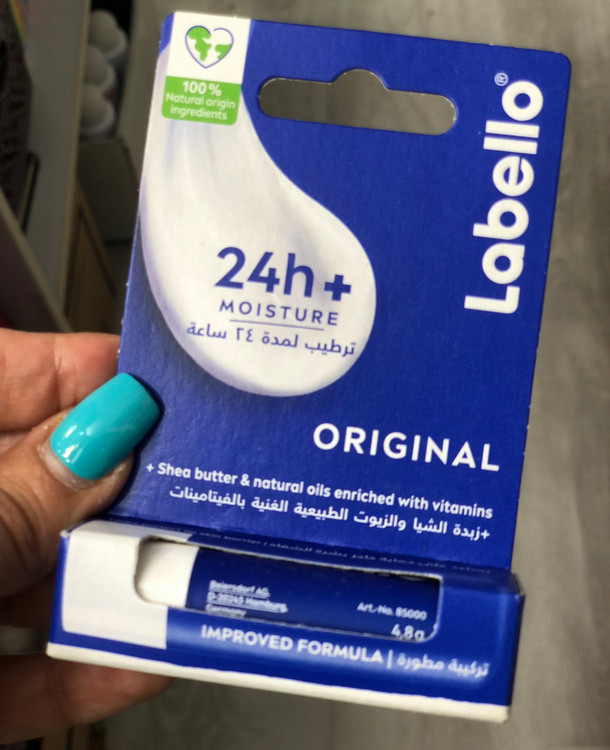 100%
Natural origin
ingredients
Labello®
24h+
MOISTURE
ترطيب لمدة ٢٤ ساعة
ORIGINAL
+ Shea butter & natural oils enriched with vitamins
+زبدة الشيا والزيوت الطبيعية الغنية بالفيتامينات
Beiersdorf AG,
D-20245 Hamburg,
Germany
Art.-No. 85000
4,8g
IMPROVED FORMULA | تركيبة مطورة